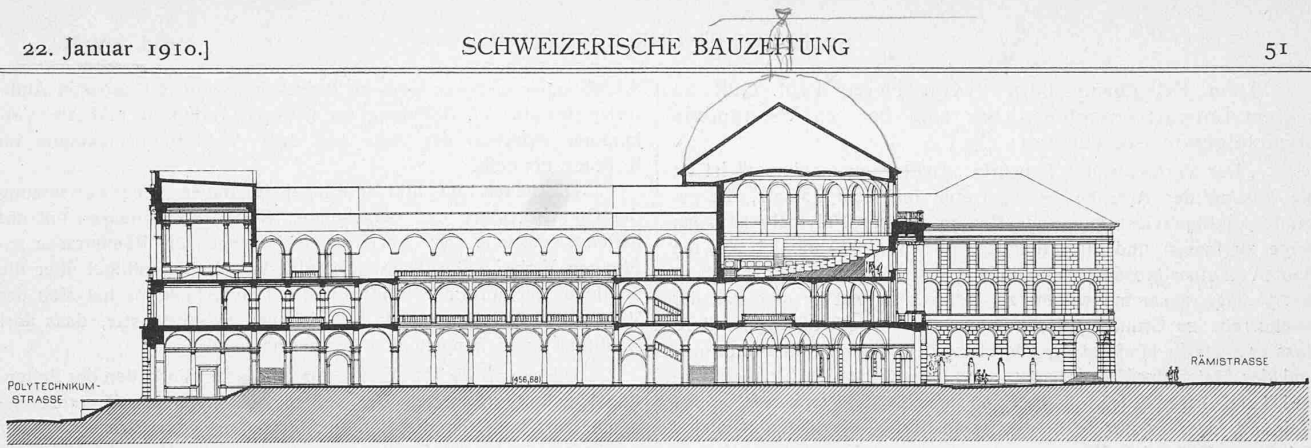 22. Januar 1910.]
SCHWEIZERISCHE BAUZEITUNG
51
POLYTECHNIKUM-
STRASSE
(456,68)
RÄMISTRASSE